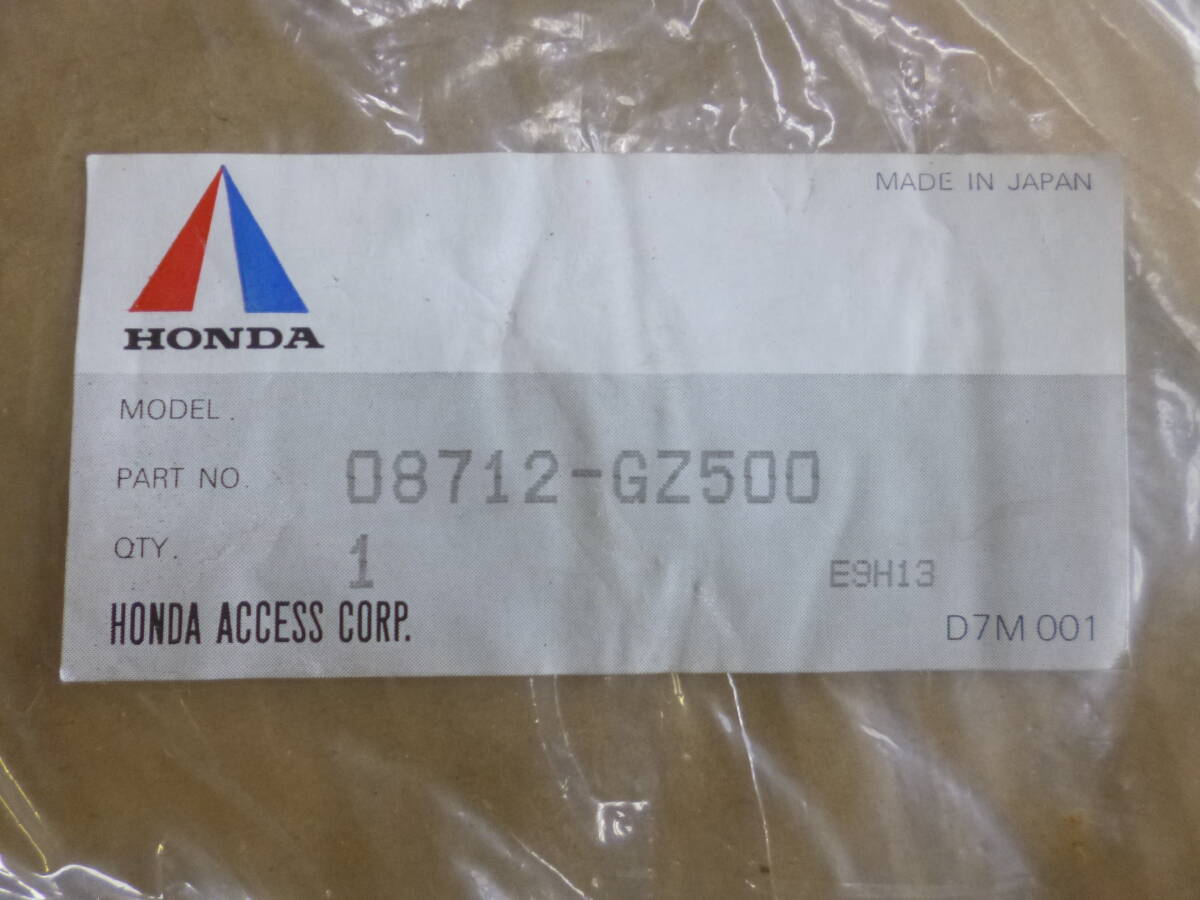 MADE IN JAPAN
HONDA
MODEL.
PART NO. 08712-GZ500
QTY. 1
E9H13
HONDA ACCESS CORP.
D7M 001